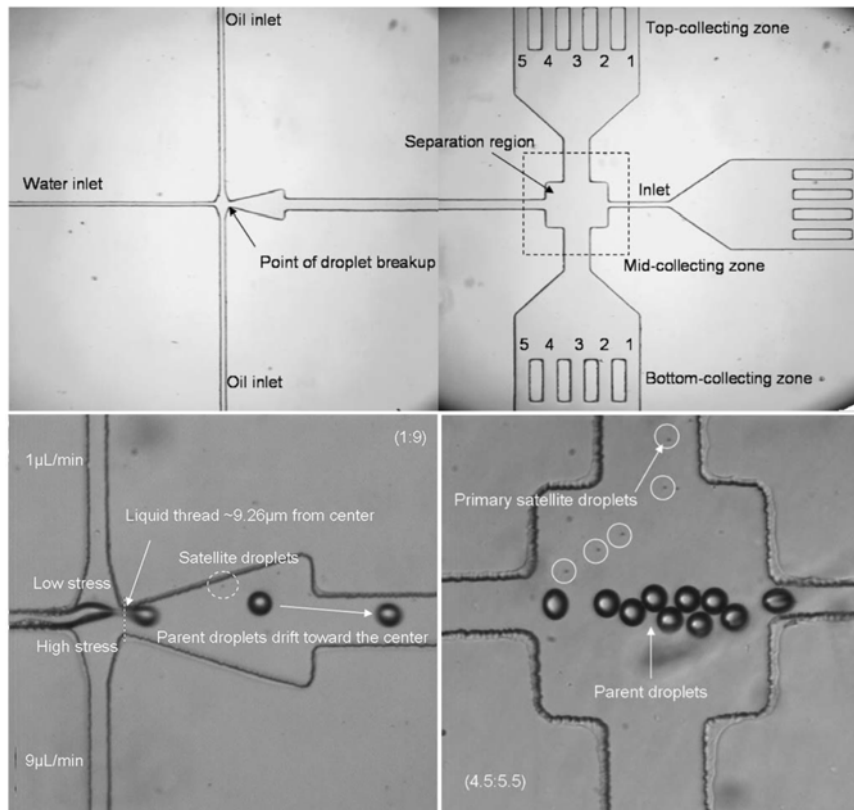 Oil inlet
Water inlet
Point of droplet breakup
Oil inlet
Top-collecting zone
5 4 3 2 1
Separation region
Inlet
Mid-collecting zone
5 4 3 2 1
Bottom-collecting zone
(1:9)
1µL/min
Liquid thread ~9.26µm from center
Satellite droplets
Low stress
Parent droplets drift toward the center
High stress
9µL/min
Primary satellite droplets
Parent droplets
(4.5:5.5)